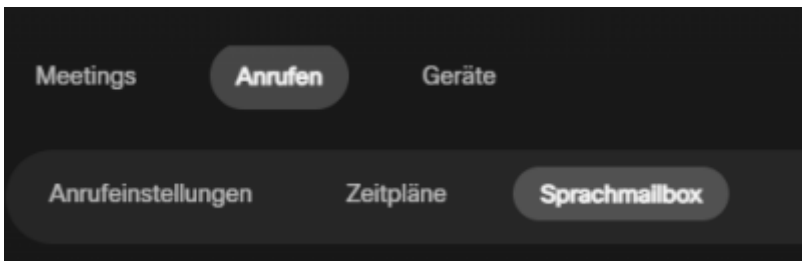 Meetings Anrufen Geräte
Anrufeinstellungen Zeitpläne Sprachmailbox